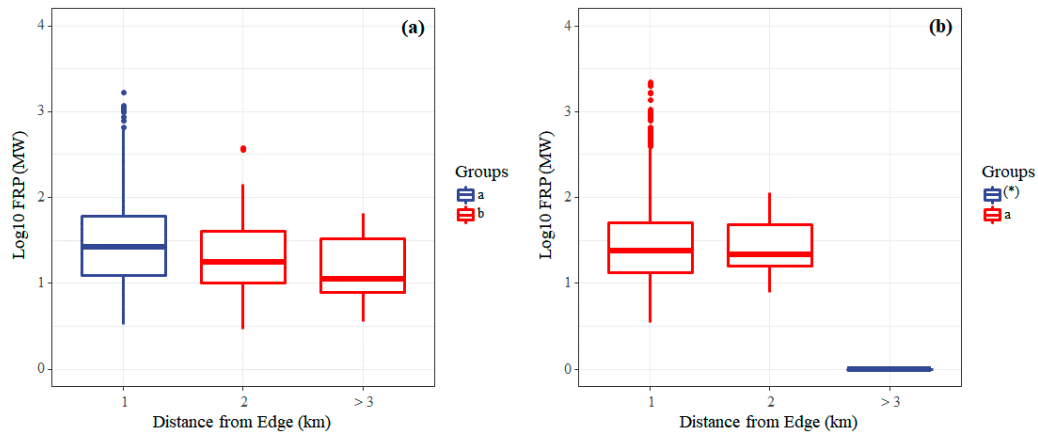 (a)
4
3
2
1
0
Log10 FRP (MW)
1
2
> 3
Distance from Edge (km)
Groups
a
b
(b)
4
3
2
1
0
Log10 FRP (MW)
1
2
> 3
Distance from Edge (km)
Groups
(*)
a